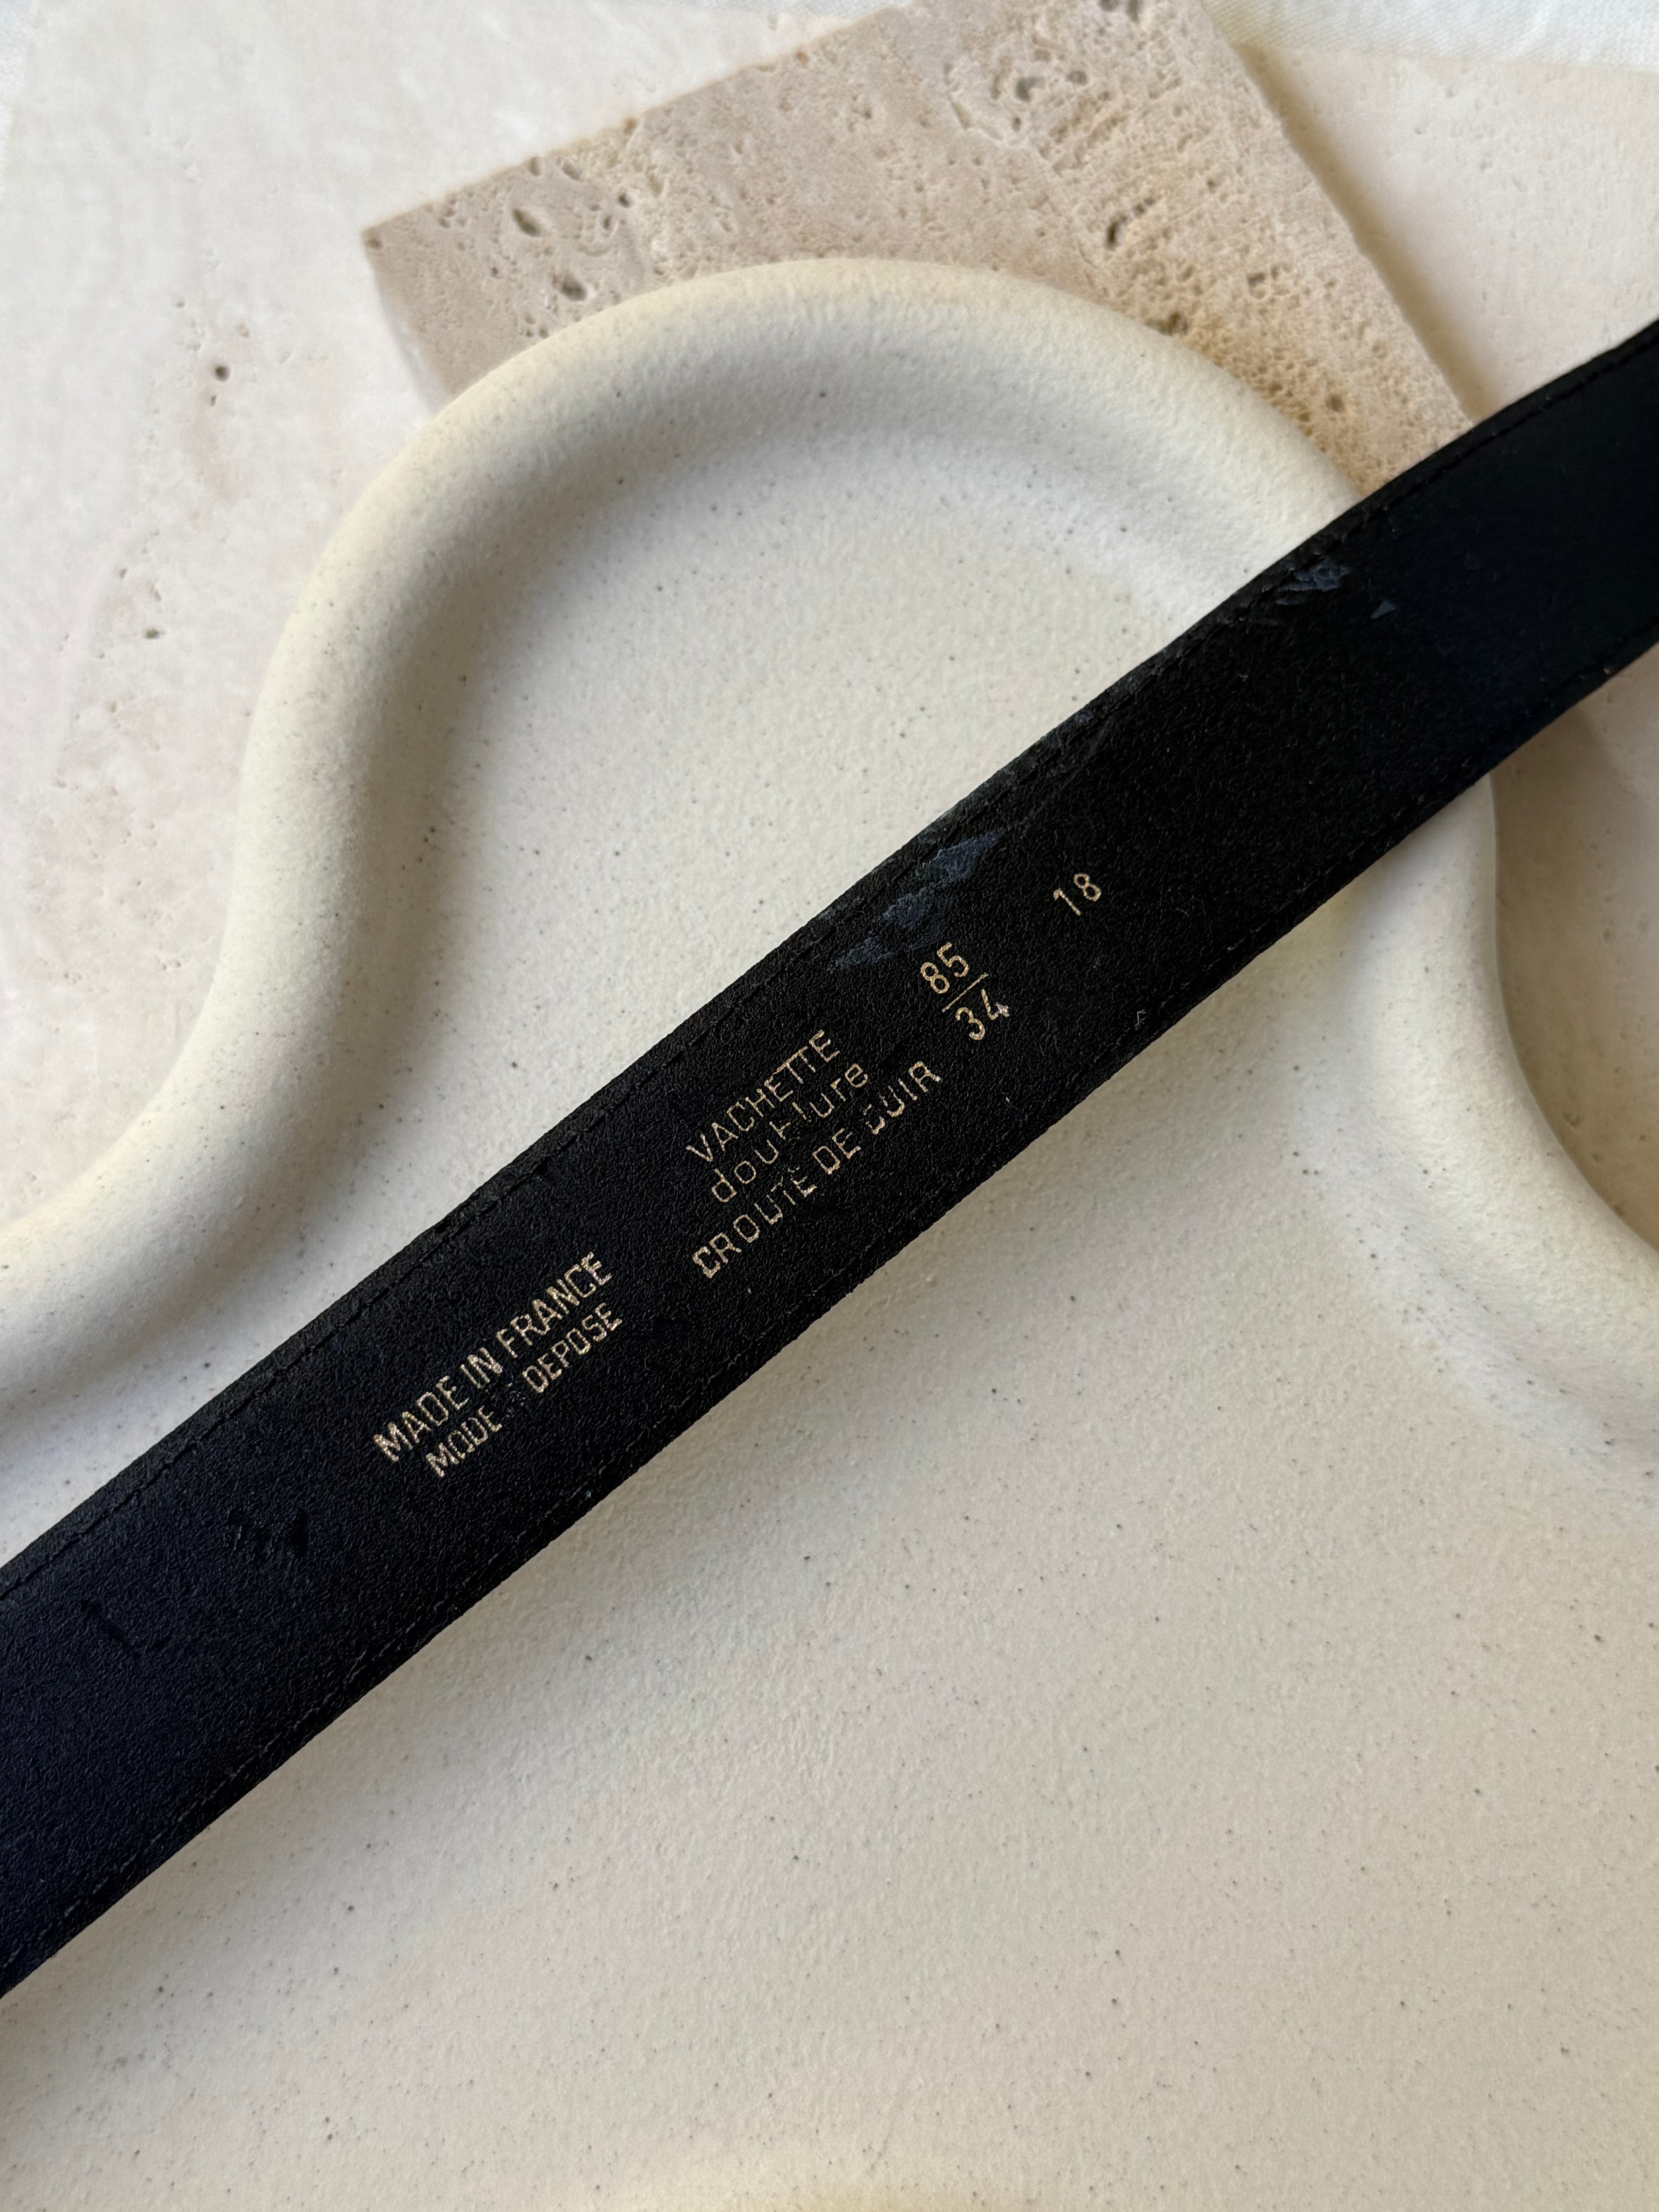 MADE IN FRANCE
MODELE DEPOSE
VACHETTE
doublure
CROUTE DE CUIR
85
34
18